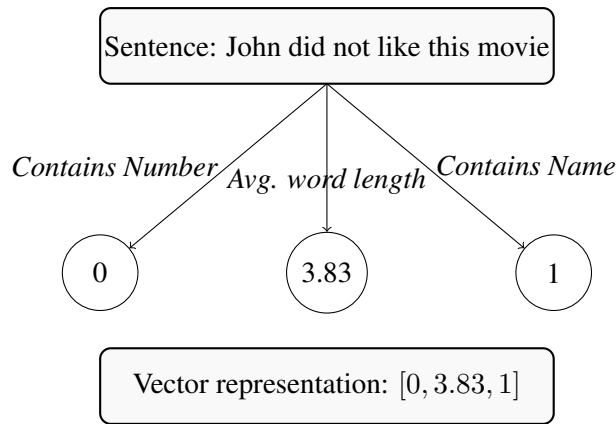 Sentence: John did not like this movie
Contains Number
Avg. word length
Contains Name
0
3.83
1
Vector representation: [0, 3.83, 1]